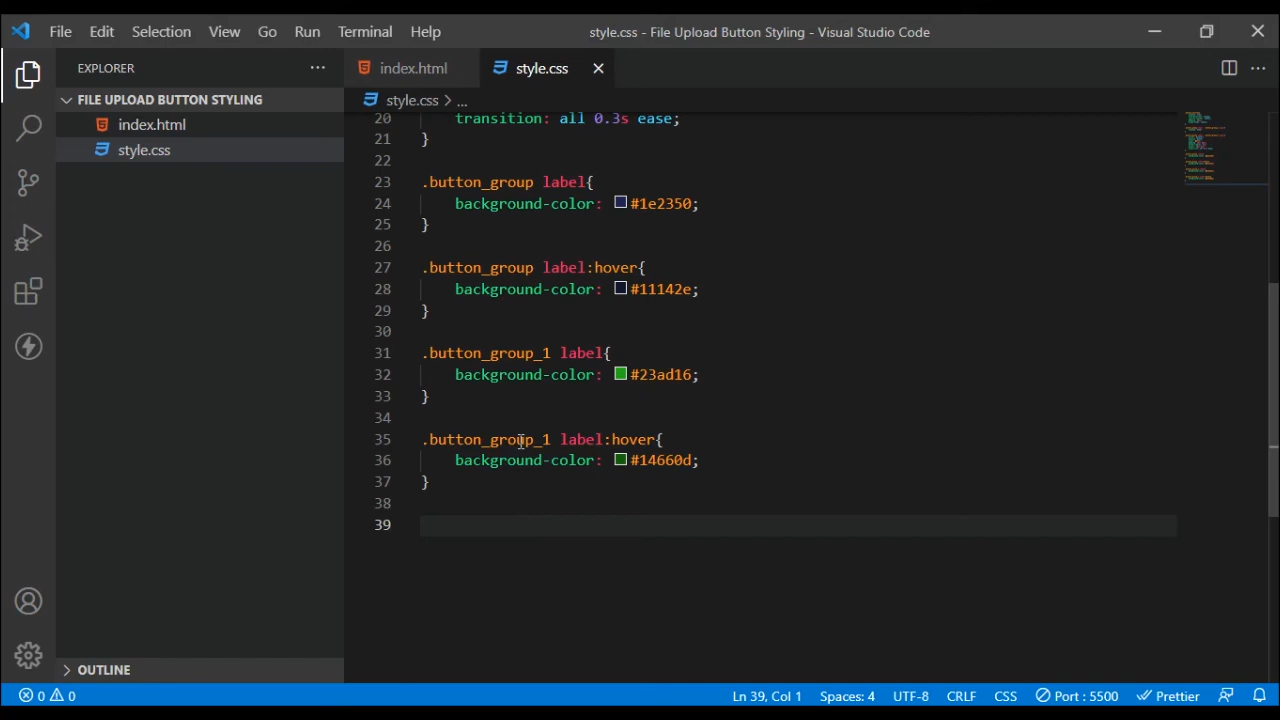 File Edit Selection View Go Run Terminal Help style.css - File Upload Button Styling - Visual Studio Code
EXPLORER
index.html style.css
FILE UPLOAD BUTTON STYLING
style.css > ...
index.html
style.css
20 transition: all 0.3s ease;
21 }
22
23 .button_group label{
24 background-color: #1e2350;
25 }
26
27 .button_group label:hover{
28 background-color: #11142e;
29 }
30
31 .button_group_1 label{
32 background-color: #23ad16;
33 }
34
35 .button_group_1 label:hover{
36 background-color: #14660d;
37 }
38
39
OUTLINE
0 0 Ln 39, Col 1 Spaces: 4 UTF-8 CRLF CSS Port : 5500 Prettier